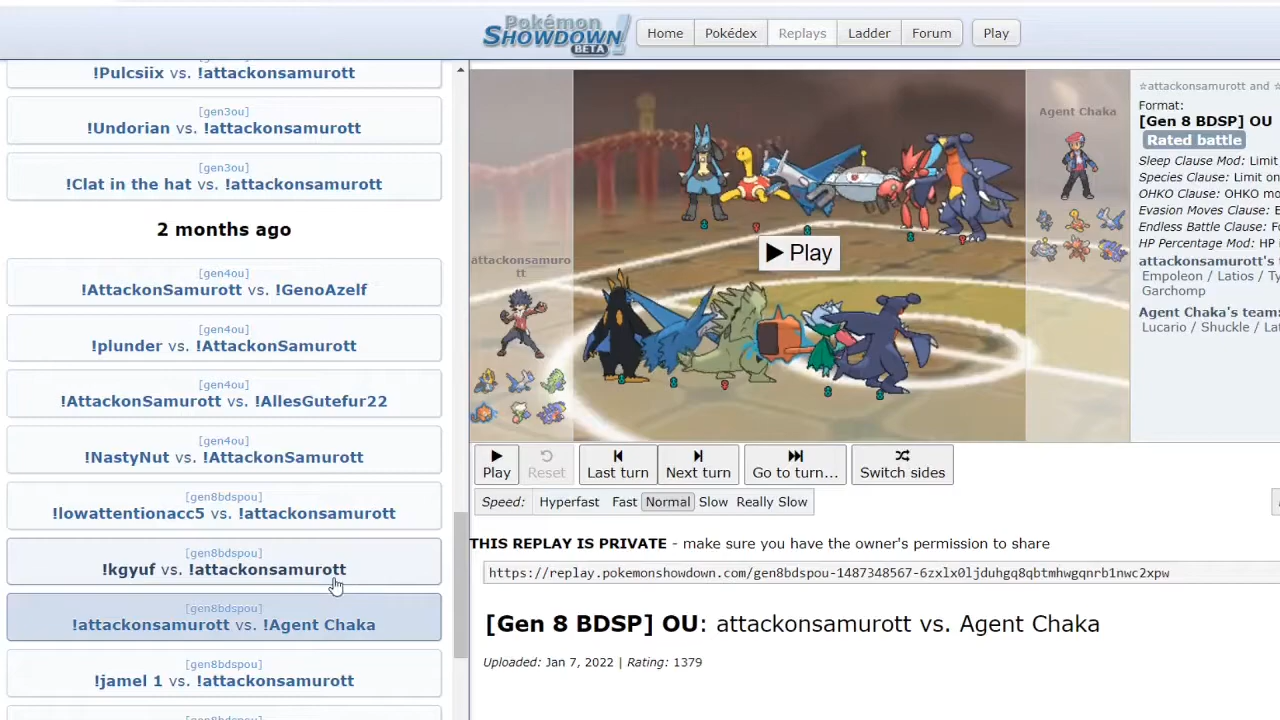 Pokémon
SHOWDOWN!
BETA
Home
Pokédex
Replays
Ladder
Forum
Play
!Pulcsiix vs. !attackonsamurott
[gen3ou]
!Undorian vs. !attackonsamurott
[gen3ou]
!Clat in the hat vs. !attackonsamurott
2 months ago
[gen4ou]
!AttackonSamurott vs. !GenoAzelf
[gen4ou]
!plunder vs. !AttackonSamurott
[gen4ou]
!AttackonSamurott vs. !AllesGutefur22
[gen4ou]
!NastyNut vs. !AttackonSamurott
[gen8bdspou]
!lowattentionacc5 vs. !attackonsamurott
[gen8bdspou]
!kgyuf vs. !attackonsamurott
[gen8bdspou]
!attackonsamurott vs. !Agent Chaka
[gen8bdspou]
!jamel 1 vs. !attackonsamurott
[gen8bdspou]
attackonsamuro
tt
Agent Chaka
Play
☆attackonsamurott and ☆
Format:
[Gen 8 BDSP] OU
Rated battle
Sleep Clause Mod: Limit
Species Clause: Limit on
OHKO Clause: OHKO mo
Evasion Moves Clause: E
Endless Battle Clause: Fo
HP Percentage Mod: HP i
attackonsamurott's t
Empoleon / Latios / Ty
Garchomp
Agent Chaka's team:
Lucario / Shuckle / La
Play
Reset
Last turn
Next turn
Go to turn...
Switch sides
Speed:
Hyperfast
Fast
Normal
Slow
Really Slow
THIS REPLAY IS PRIVATE - make sure you have the owner's permission to share
https://replay.pokemonshowdown.com/gen8bdspou-1487348567-6zxlx0ljduhgq8qbtmhwgqnrb1nwc2xpw
[Gen 8 BDSP] OU: attackonsamurott vs. Agent Chaka
Uploaded: Jan 7, 2022 | Rating: 1379